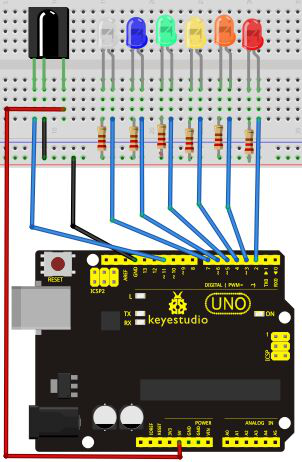 RESET
ICSP2
AREF
GND
13
12
~11
~10
~9
8
7
~6
~5
4
~3
2
TX►1
RX◄0
DIGITAL ( PWM~ )
L
TX
RX
keyestudio
UNO
ON
ICSP
1
IOREF
RESET
3V3
5V
GND
GND
VIN
POWER
ANALOG IN
A0
A1
A2
A3
A4
A5